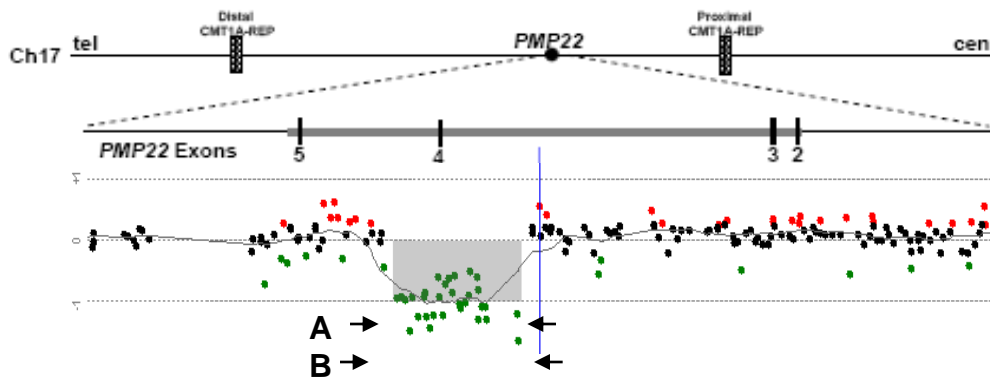 Distal
CMT1A-REP
Proximal
CMT1A-REP
Ch17 tel PMP22 cen
PMP22 Exons 5 4 3 2
+1
0
-1
A
B